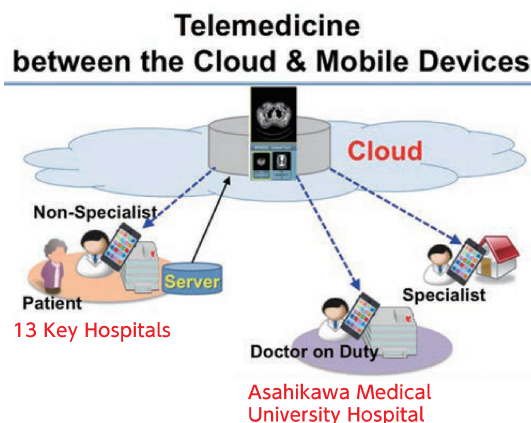 Telemedicine
between the Cloud & Mobile Devices
Cloud
Non-Specialist
Server
Patient
13 Key Hospitals
Specialist
Doctor on Duty
Asahikawa Medical
University Hospital